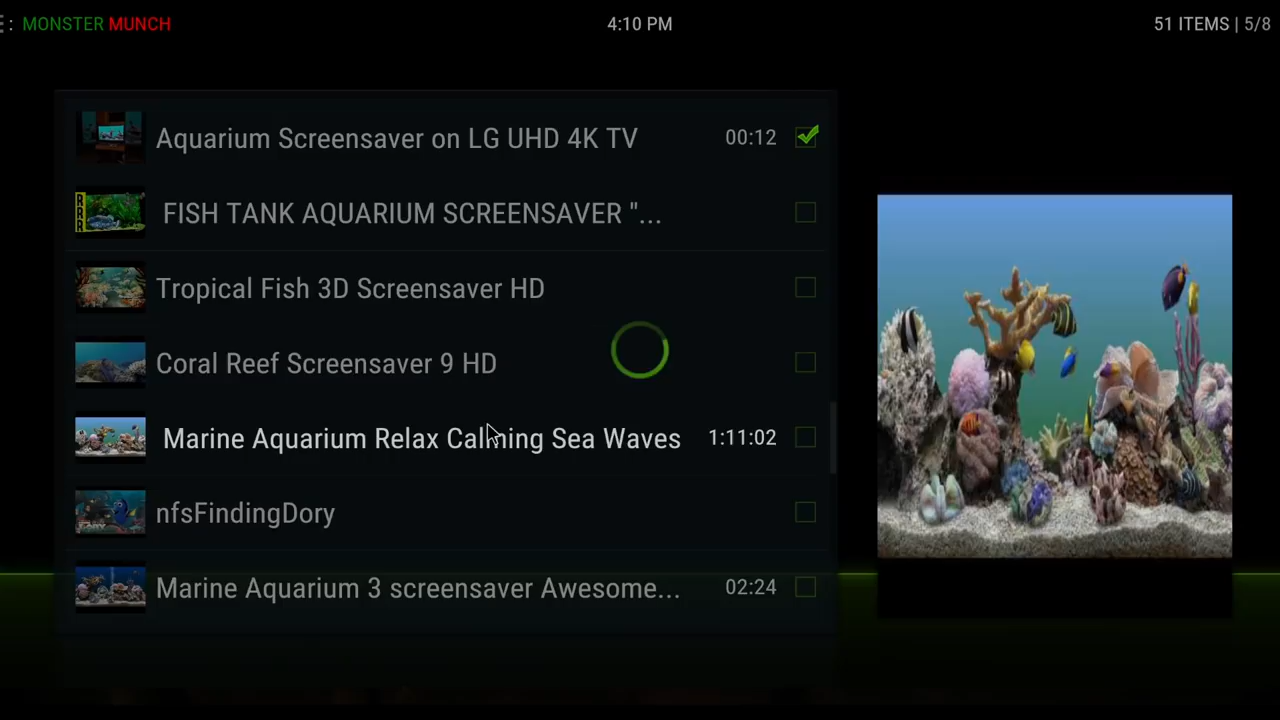 : MONSTER MUNCH
4:10 PM
51 ITEMS | 5/8
Aquarium Screensaver on LG UHD 4K TV 00:12
FISH TANK AQUARIUM SCREENSAVER "...
Tropical Fish 3D Screensaver HD
Coral Reef Screensaver 9 HD
Marine Aquarium Relax Calming Sea Waves 1:11:02
nfsFindingDory
Marine Aquarium 3 screensaver Awesome... 02:24